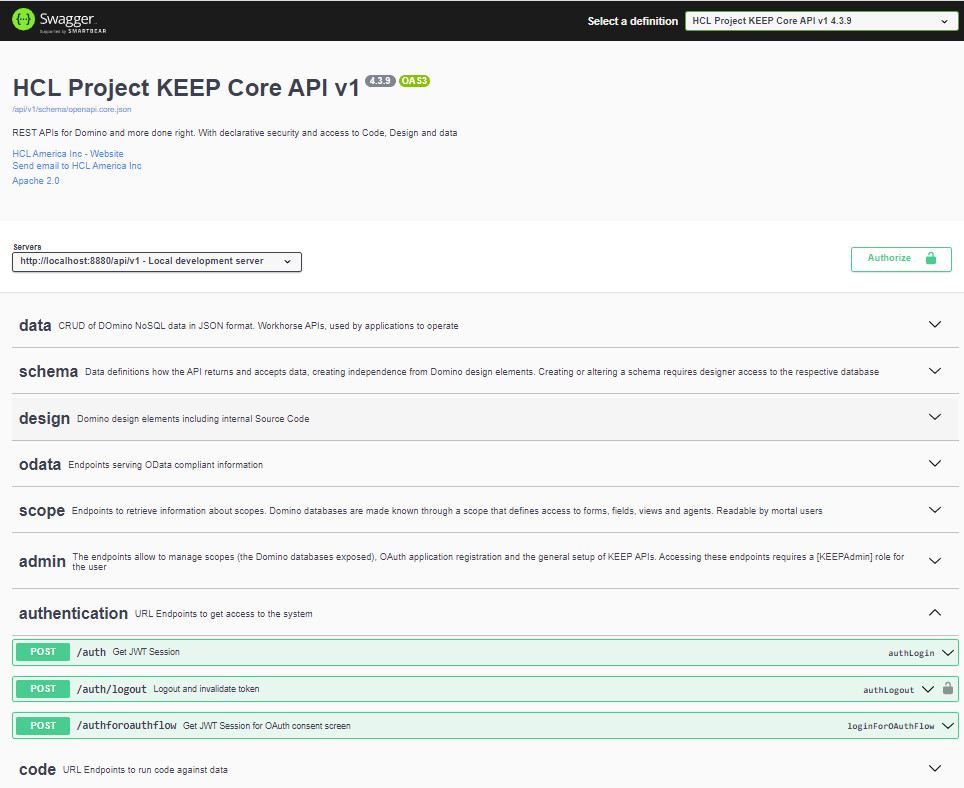 Swagger
Supported by SMARTBEAR
Select a definition
HCL Project KEEP Core API v1 4.3.9
HCL Project KEEP Core API v1 4.3.9 OAS3
/api/v1/schema/openapi.core.json
REST APIs for Domino and more done right. With declarative security and access to Code, Design and data
HCL America Inc - Website
Send email to HCL America Inc
Apache 2.0
Servers
http://localhost:8880/api/v1 - Local development server
Authorize
data CRUD of DOmino NoSQL data in JSON format. Workhorse APIs, used by applications to operate
schema Data definitions how the API returns and accepts data, creating independence from Domino design elements. Creating or altering a schema requires designer access to the respective database
design Domino design elements including internal Source Code
odata Endpoints serving OData compliant information
scope Endpoints to retrieve information about scopes. Domino databases are made known through a scope that defines access to forms, fields, views and agents. Readable by mortal users
admin The endpoints allow to manage scopes (the Domino databases exposed), OAuth application registration and the general setup of KEEP APIs. Accessing these endpoints requires a [KEEPAdmin] role for
the user
authentication URL Endpoints to get access to the system
POST /auth Get JWT Session authLogin
POST /auth/logout Logout and invalidate token authLogout
POST /authforoauthflow Get JWT Session for OAuth consent screen loginForOAuthFlow
code URL Endpoints to run code against data